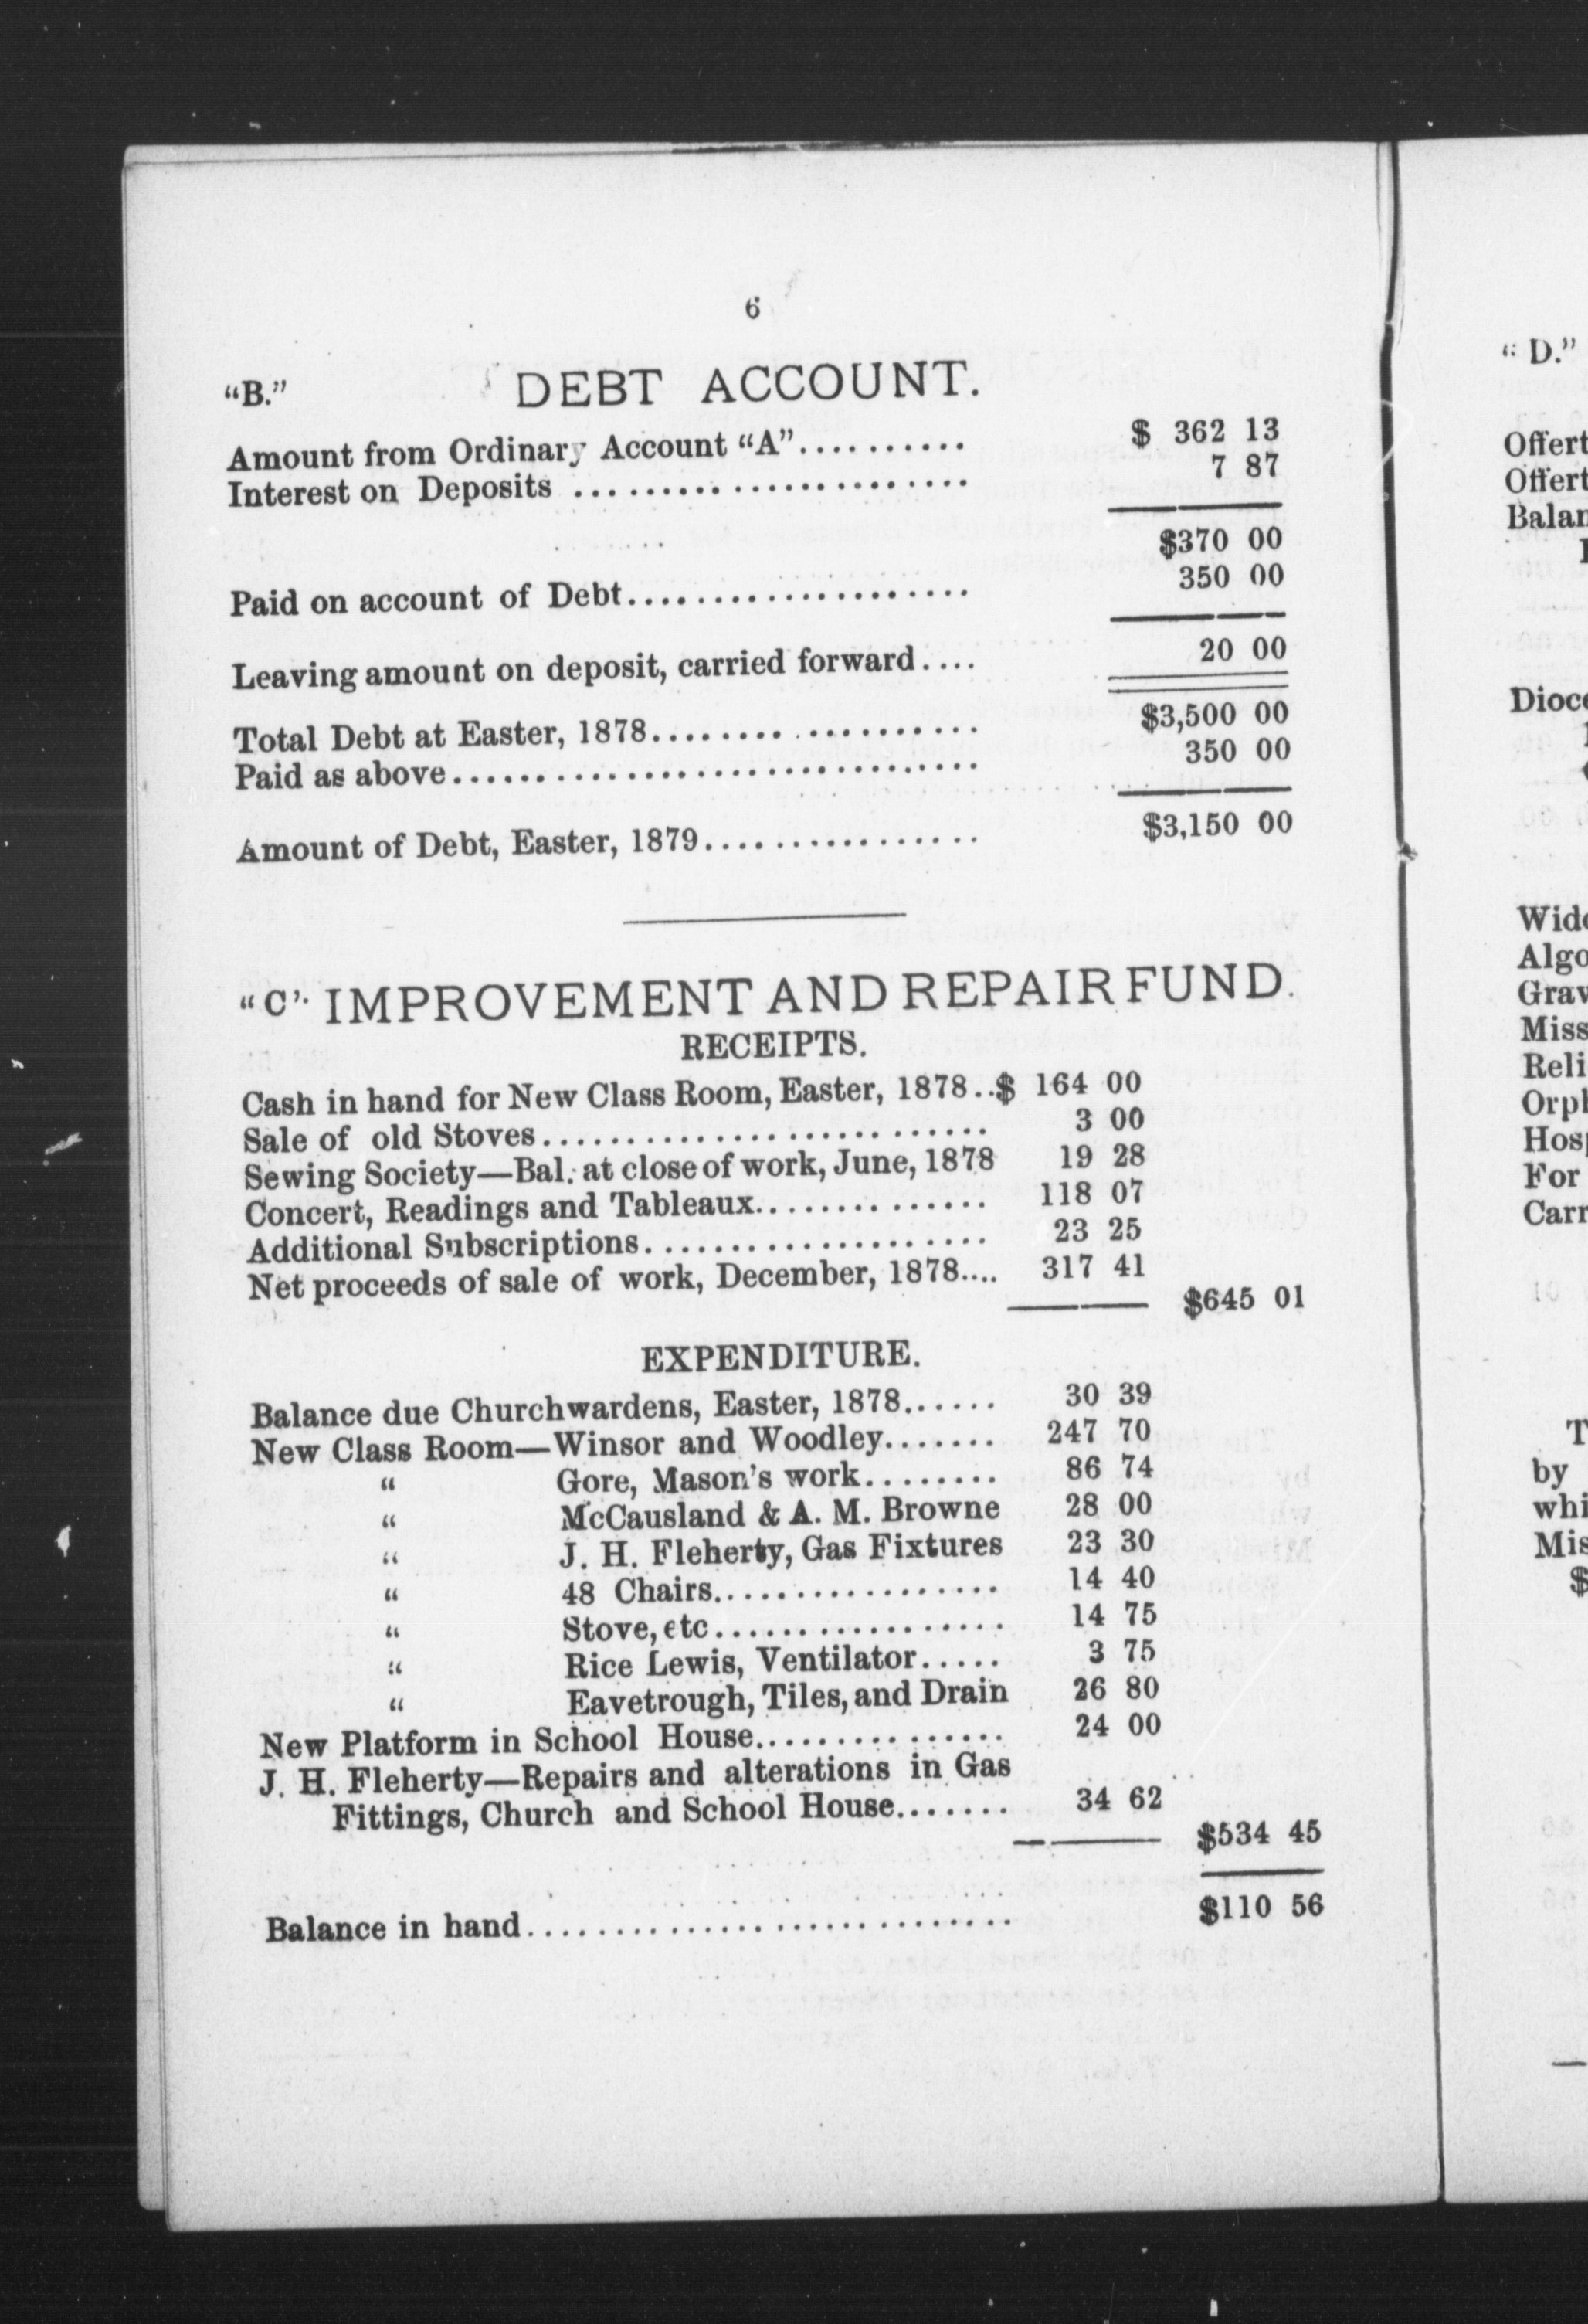 6
“B.” DEBT ACCOUNT.
Amount from Ordinary Account “A”.......... $ 362 13
Interest on Deposits ........................ 7 87
$370 00
Paid on account of Debt..................... 350 00
Leaving amount on deposit, carried forward.... 20 00
Total Debt at Easter, 1878................... $3,500 00
Paid as above................................ 350 00
Amount of Debt, Easter, 1879................ $3,150 00
“C’. IMPROVEMENT AND REPAIR FUND.
RECEIPTS.
Cash in hand for New Class Room, Easter, 1878..$ 164 00
Sale of old Stoves........................... 3 00
Sewing Society—Bal. at close of work, June, 1878 19 28
Concert, Readings and Tableaux.............. 118 07
Additional Subscriptions..................... 23 25
Net proceeds of sale of work, December, 1878.... 317 41
$645 01
EXPENDITURE.
Balance due Churchwardens, Easter, 1878...... 30 39
New Class Room—Winsor and Woodley....... 247 70
“ Gore, Mason's work........ 86 74
“ McCausland & A. M. Browne 28 00
“ J. H. Fleherty, Gas Fixtures 23 30
“ 48 Chairs................. 14 40
“ Stove, etc................. 14 75
“ Rice Lewis, Ventilator..... 3 75
“ Eavetrough, Tiles, and Drain 26 80
New Platform in School House............... 24 00
J. H. Fleherty—Repairs and alterations in Gas
Fittings, Church and School House....... 34 62
$534 45
Balance in hand............................. $110 56
“D.”
Offert
Offert
Balan
Dioce
Wido
Algo
Grav
Miss
Reli
Orph
Hosp
For
Carr
T
by
whi
Mis
$